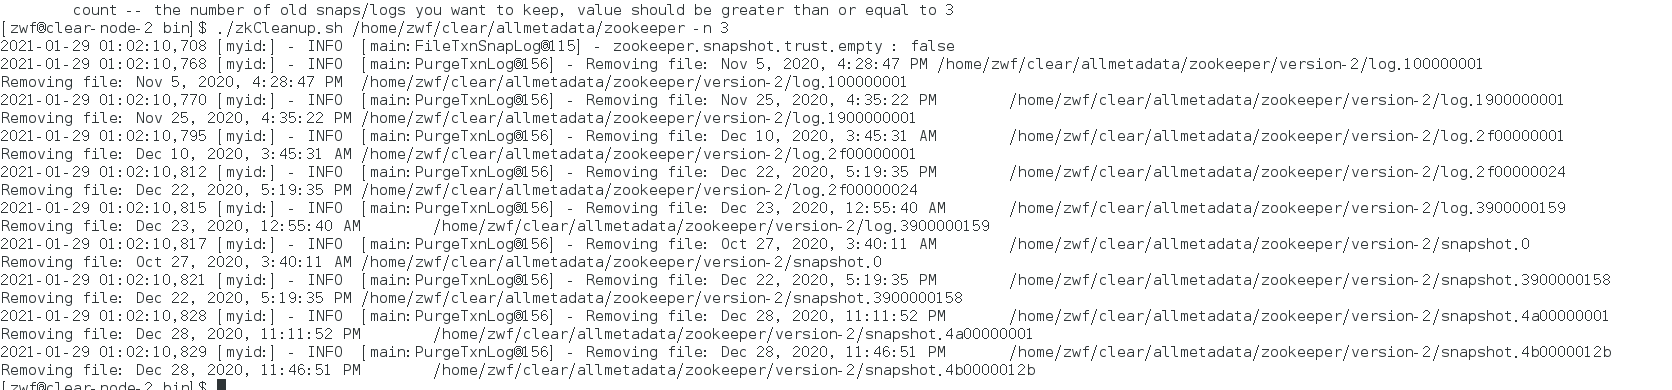 count -- the number of old snaps/logs you want to keep, value should be greater than or equal to 3
[zwf@clear-node-2 bin]$ ./zkCleanup.sh /home/zwf/clear/allmetadata/zookeeper -n 3
2021-01-29 01:02:10,708 [myid:] - INFO  [main:FileTxnSnapLog@115] - zookeeper.snapshot.trust.empty : false
2021-01-29 01:02:10,768 [myid:] - INFO  [main:PurgeTxnLog@156] - Removing file: Nov 5, 2020, 4:28:47 PM /home/zwf/clear/allmetadata/zookeeper/version-2/log.100000001
Removing file: Nov 5, 2020, 4:28:47 PM  /home/zwf/clear/allmetadata/zookeeper/version-2/log.100000001
2021-01-29 01:02:10,770 [myid:] - INFO  [main:PurgeTxnLog@156] - Removing file: Nov 25, 2020, 4:35:22 PM        /home/zwf/clear/allmetadata/zookeeper/version-2/log.1900000001
Removing file: Nov 25, 2020, 4:35:22 PM /home/zwf/clear/allmetadata/zookeeper/version-2/log.1900000001
2021-01-29 01:02:10,795 [myid:] - INFO  [main:PurgeTxnLog@156] - Removing file: Dec 10, 2020, 3:45:31 AM        /home/zwf/clear/allmetadata/zookeeper/version-2/log.2f00000001
Removing file: Dec 10, 2020, 3:45:31 AM /home/zwf/clear/allmetadata/zookeeper/version-2/log.2f00000001
2021-01-29 01:02:10,812 [myid:] - INFO  [main:PurgeTxnLog@156] - Removing file: Dec 22, 2020, 5:19:35 PM        /home/zwf/clear/allmetadata/zookeeper/version-2/log.2f00000024
Removing file: Dec 22, 2020, 5:19:35 PM /home/zwf/clear/allmetadata/zookeeper/version-2/log.2f00000024
2021-01-29 01:02:10,815 [myid:] - INFO  [main:PurgeTxnLog@156] - Removing file: Dec 23, 2020, 12:55:40 AM       /home/zwf/clear/allmetadata/zookeeper/version-2/log.3900000159
Removing file: Dec 23, 2020, 12:55:40 AM        /home/zwf/clear/allmetadata/zookeeper/version-2/log.3900000159
2021-01-29 01:02:10,817 [myid:] - INFO  [main:PurgeTxnLog@156] - Removing file: Oct 27, 2020, 3:40:11 AM        /home/zwf/clear/allmetadata/zookeeper/version-2/snapshot.0
Removing file: Oct 27, 2020, 3:40:11 AM /home/zwf/clear/allmetadata/zookeeper/version-2/snapshot.0
2021-01-29 01:02:10,821 [myid:] - INFO  [main:PurgeTxnLog@156] - Removing file: Dec 22, 2020, 5:19:35 PM        /home/zwf/clear/allmetadata/zookeeper/version-2/snapshot.3900000158
Removing file: Dec 22, 2020, 5:19:35 PM /home/zwf/clear/allmetadata/zookeeper/version-2/snapshot.3900000158
2021-01-29 01:02:10,828 [myid:] - INFO  [main:PurgeTxnLog@156] - Removing file: Dec 28, 2020, 11:11:52 PM       /home/zwf/clear/allmetadata/zookeeper/version-2/snapshot.4a00000001
Removing file: Dec 28, 2020, 11:11:52 PM        /home/zwf/clear/allmetadata/zookeeper/version-2/snapshot.4a00000001
2021-01-29 01:02:10,829 [myid:] - INFO  [main:PurgeTxnLog@156] - Removing file: Dec 28, 2020, 11:46:51 PM       /home/zwf/clear/allmetadata/zookeeper/version-2/snapshot.4b0000012b
Removing file: Dec 28, 2020, 11:46:51 PM        /home/zwf/clear/allmetadata/zookeeper/version-2/snapshot.4b0000012b
[zwf@clear-node-2 bin]$